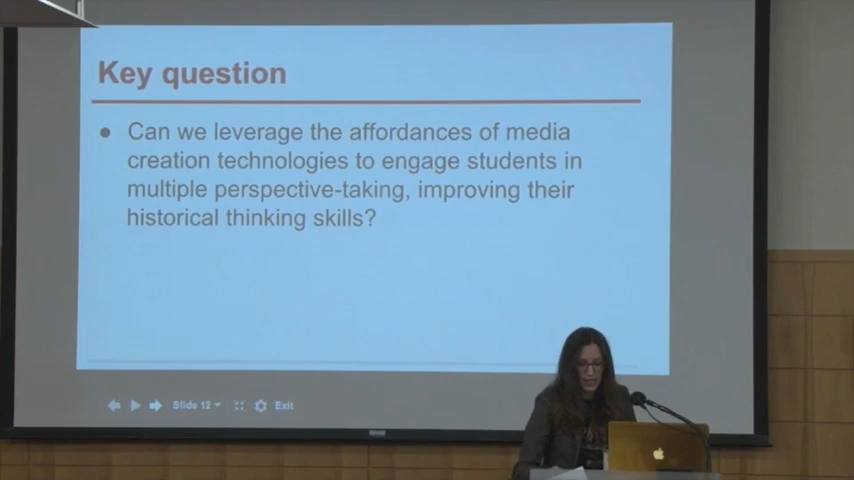 Key question
● Can we leverage the affordances of media
creation technologies to engage students in
multiple perspective-taking, improving their
historical thinking skills?
Slide 12 Exit